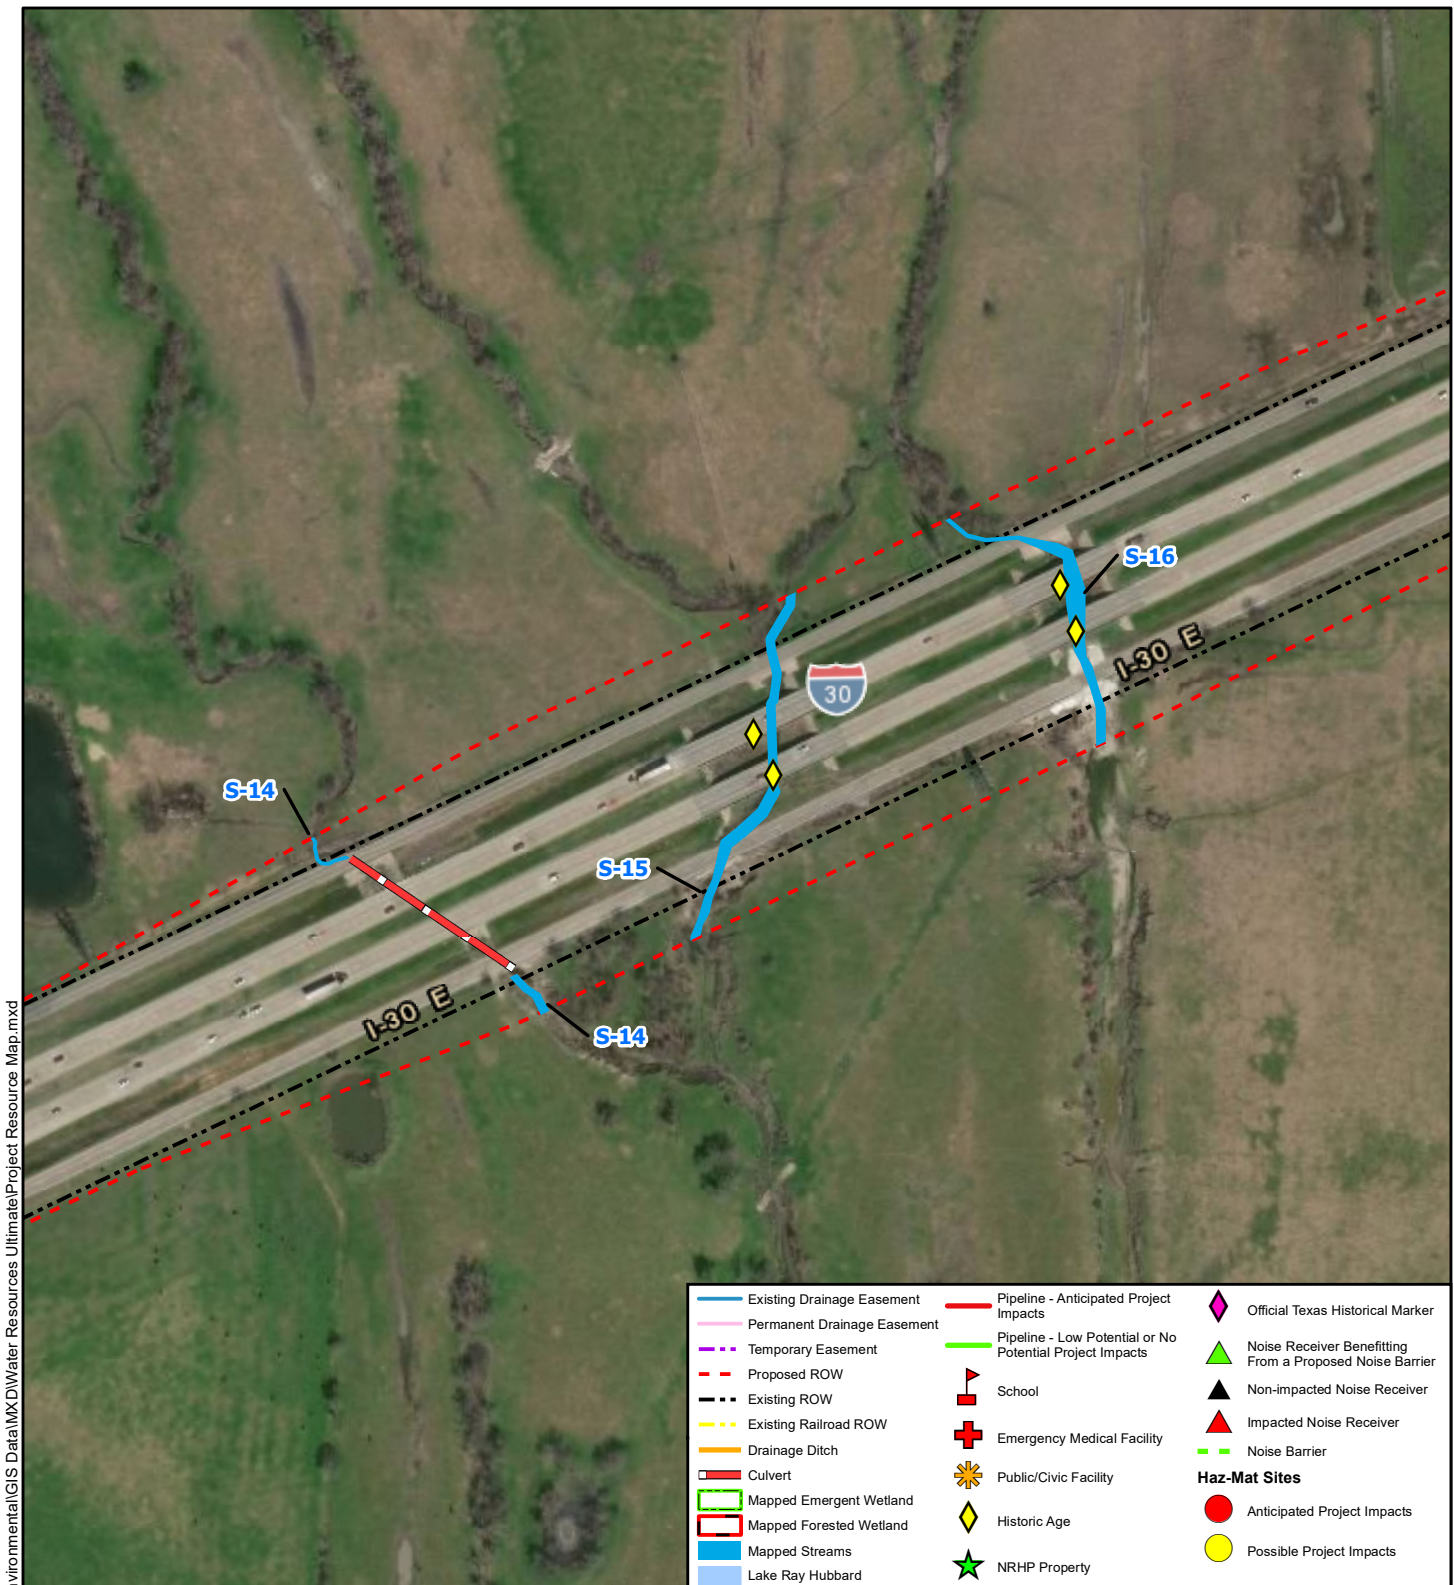 S-16
I-30 E
30
S-14
S-15
I-30 E
S-14
vironmental\GIS Data\MXD\Water Resources Ultimate\Project Resource Map.mxd
Existing Drainage Easement
Permanent Drainage Easement
Temporary Easement
Proposed ROW
Existing ROW
Existing Railroad ROW
Drainage Ditch
Culvert
Mapped Emergent Wetland
Mapped Forested Wetland
Mapped Streams
Lake Ray Hubbard
Pipeline - Anticipated Project
Impacts
Pipeline - Low Potential or No
Potential Project Impacts
School
Emergency Medical Facility
Public/Civic Facility
Historic Age
NRHP Property
Official Texas Historical Marker
Noise Receiver Benefitting
From a Proposed Noise Barrier
Non-impacted Noise Receiver
Impacted Noise Receiver
Noise Barrier
Haz-Mat Sites
Anticipated Project Impacts
Possible Project Impacts